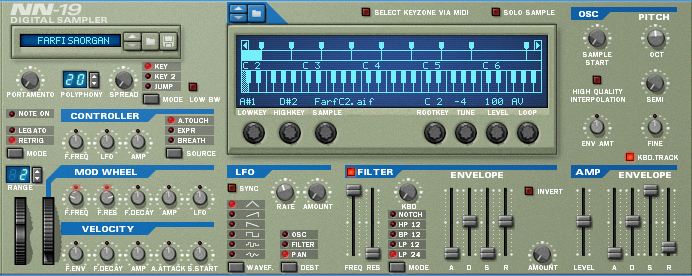 NN-19
DIGITAL SAMPLER
FARFISAORGAN
PORTAMENTO
20
POLYPHONY
SPREAD
KEY
KEY 2
JUMP
MODE
LOW BW
NOTE ON
LEGATO
RETRIG
MODE
CONTROLLER
F.FREQ
LFO
AMP
A.TOUCH
EXPR
BREATH
SOURCE
SELECT KEYZONE VIA MIDI
SOLO SAMPLE
C 2
C 3
C 4
C 5
C 6
A#1
D#2
FarfC2.aif
C 2
-4
100
AV
LOWKEY
HIGHKEY
SAMPLE
ROOTKEY
TUNE
LEVEL
LOOP
OSC
PITCH
SAMPLE START
OCT
HIGH QUALITY INTERPOLATION
SEMI
ENV AMT
FINE
KBD.TRACK
2
RANGE
MOD WHEEL
F.FREQ
F.RES
F.DECAY
AMP
LFO
VELOCITY
F.ENV
F.DECAY
AMP
A.ATTACK
S.START
LFO
SYNC
RATE
AMOUNT
OSC
FILTER
PAN
WAVEF.
DEST
FILTER
KBD
NOTCH
HP 12
BP 12
LP 12
LP 24
FREQ
RES
MODE
ENVELOPE
INVERT
A
D
S
R
AMOUNT
AMP
ENVELOPE
LEVEL
A
D
S
R